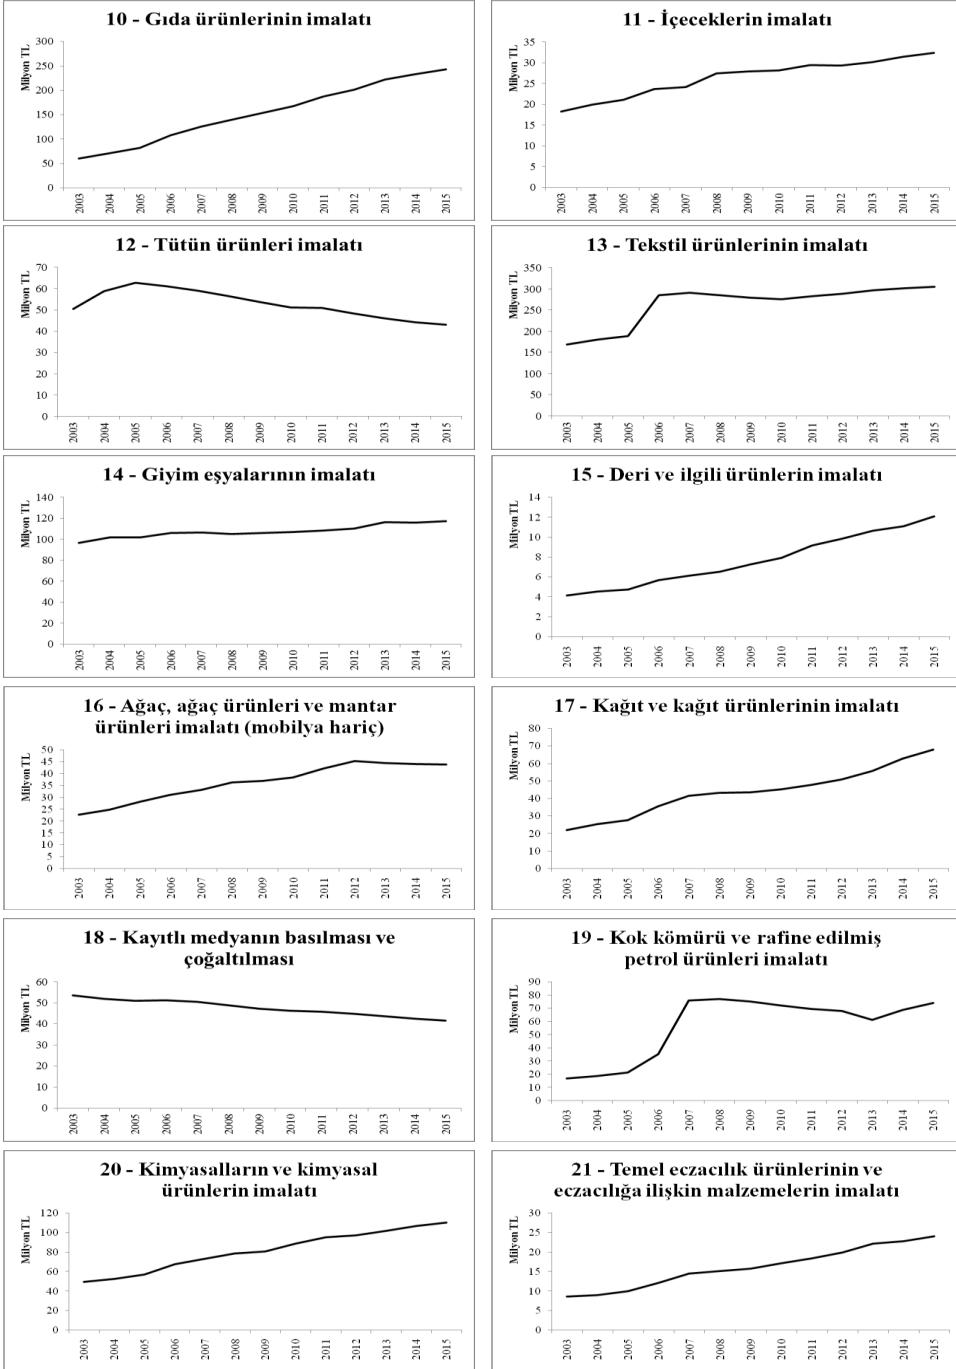 10 - Gıda ürünlerinin imalatı
Milyon TL
300
250
200
150
100
50
0
2003 2004 2005 2006 2007 2008 2009 2010 2011 2012 2013 2014 2015
11 - İçeceklerin imalatı
Milyon TL
35
30
25
20
15
10
5
0
2003 2004 2005 2006 2007 2008 2009 2010 2011 2012 2013 2014 2015
12 - Tütün ürünleri imalatı
Milyon TL
70
60
50
40
30
20
10
0
2003 2004 2005 2006 2007 2008 2009 2010 2011 2012 2013 2014 2015
13 - Tekstil ürünlerinin imalatı
Milyon TL
350
300
250
200
150
100
50
0
2003 2004 2005 2006 2007 2008 2009 2010 2011 2012 2013 2014 2015
14 - Giyim eşyalarının imalatı
Milyon TL
140
120
100
80
60
40
20
0
2003 2004 2005 2006 2007 2008 2009 2010 2011 2012 2013 2014 2015
15 - Deri ve ilgili ürünlerin imalatı
Milyon TL
14
12
10
8
6
4
2
0
2003 2004 2005 2006 2007 2008 2009 2010 2011 2012 2013 2014 2015
16 - Ağaç, ağaç ürünleri ve mantar
ürünleri imalatı (mobilya hariç)
Milyon TL
50
45
40
35
30
25
20
15
10
5
0
2003 2004 2005 2006 2007 2008 2009 2010 2011 2012 2013 2014 2015
17 - Kağıt ve kağıt ürünlerinin imalatı
Milyon TL
80
70
60
50
40
30
20
10
0
2003 2004 2005 2006 2007 2008 2009 2010 2011 2012 2013 2014 2015
18 - Kayıtlı medyanın basılması ve
çoğaltılması
Milyon TL
60
50
40
30
20
10
0
2003 2004 2005 2006 2007 2008 2009 2010 2011 2012 2013 2014 2015
19 - Kok kömürü ve rafine edilmiş
petrol ürünleri imalatı
Milyon TL
90
80
70
60
50
40
30
20
10
0
2003 2004 2005 2006 2007 2008 2009 2010 2011 2012 2013 2014 2015
20 - Kimyasalların ve kimyasal
ürünlerin imalatı
Milyon TL
120
100
80
60
40
20
0
2003 2004 2005 2006 2007 2008 2009 2010 2011 2012 2013 2014 2015
21 - Temel eczacılık ürünlerinin ve
eczacılığa ilişkin malzemelerin imalatı
Milyon TL
30
25
20
15
10
5
0
2003 2004 2005 2006 2007 2008 2009 2010 2011 2012 2013 2014 2015